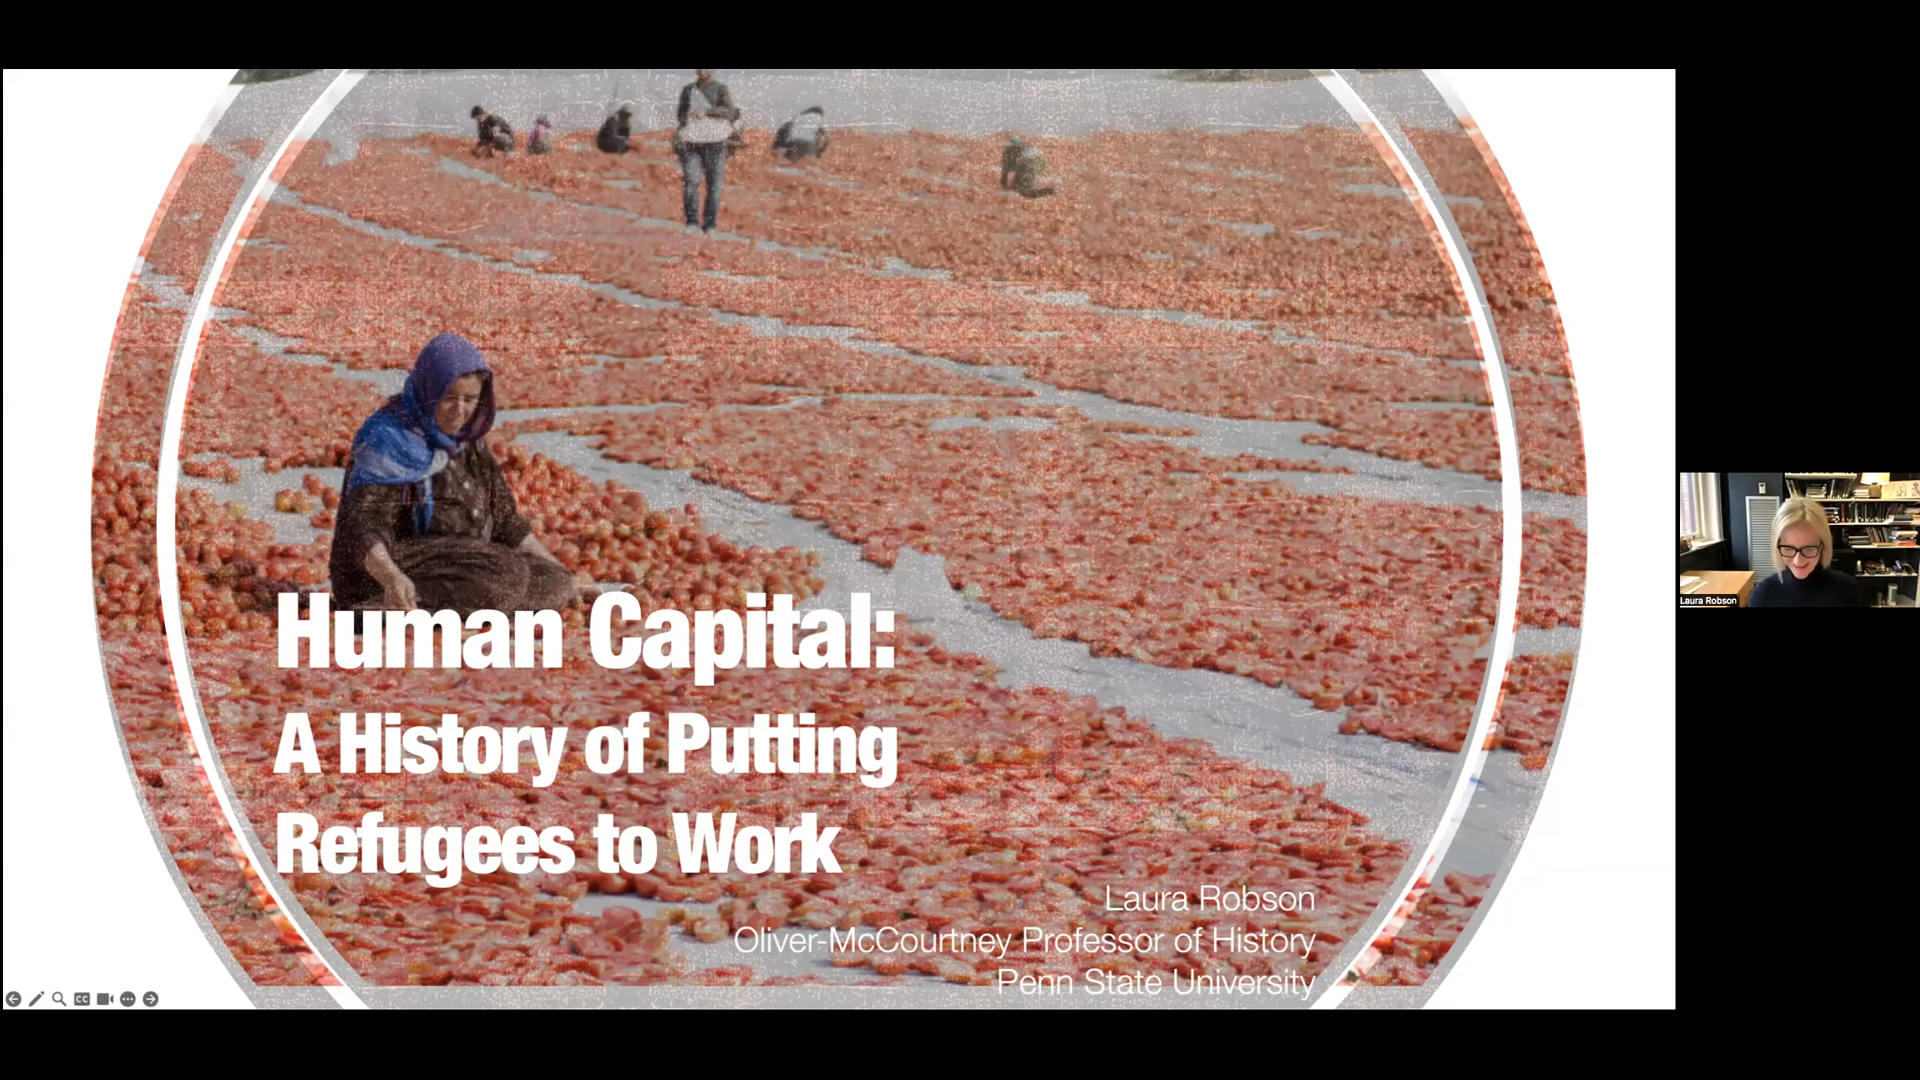 Human Capital:
A History of Putting
Refugees to Work
Laura Robson
Oliver-McCourtney Professor of History
Penn State University
CC
Laura Robson